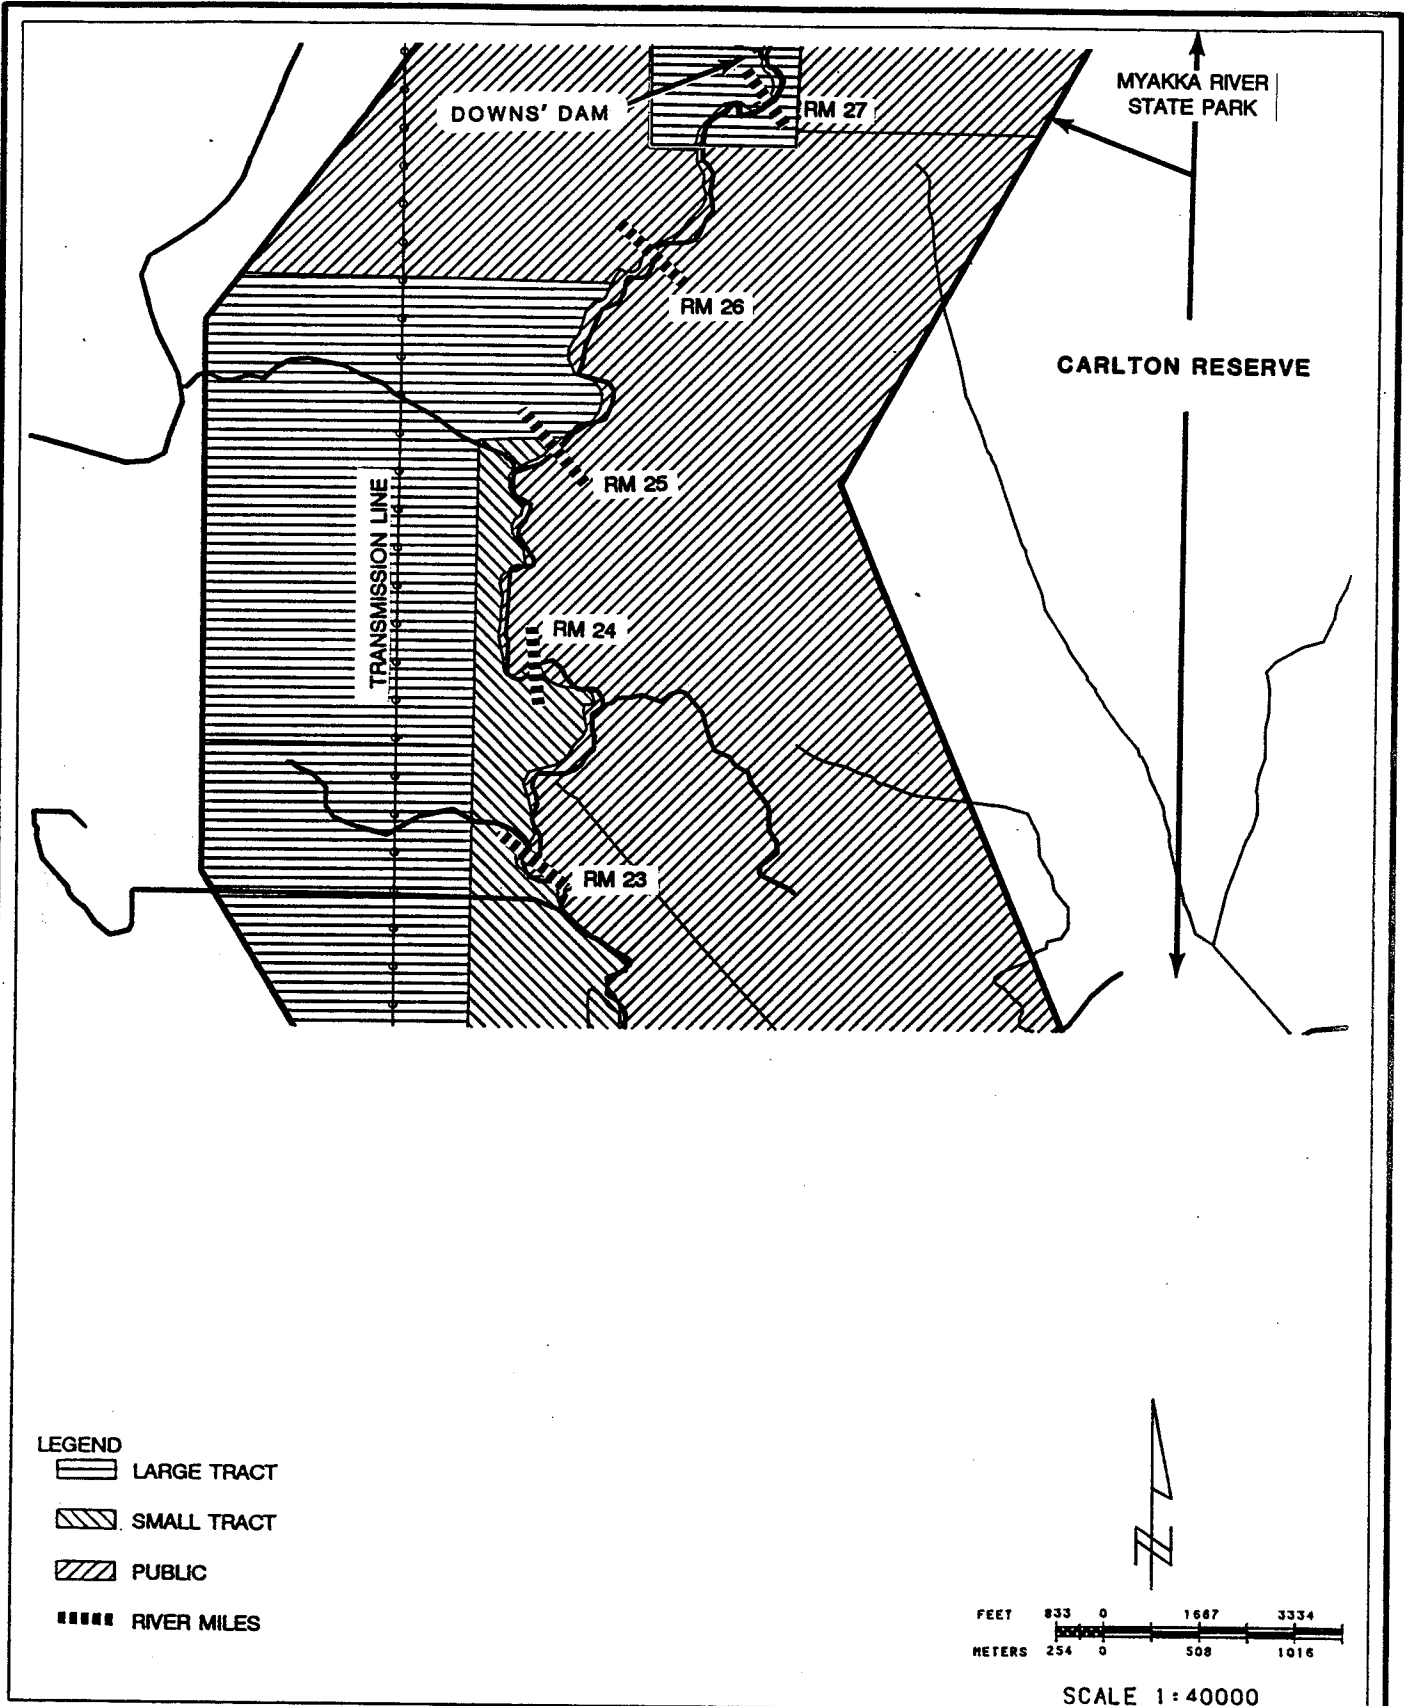 MYAKKA RIVER
STATE PARK
DOWNS' DAM
RM 27
RM 26
CARLTON RESERVE
RM 25
TRANSMISSION LINE
RM 24
RM 23
LEGEND
LARGE TRACT
SMALL TRACT
PUBLIC
RIVER MILES
N
FEET 833 0 1667 3334
METERS 254 0 508 1016
SCALE 1:40000